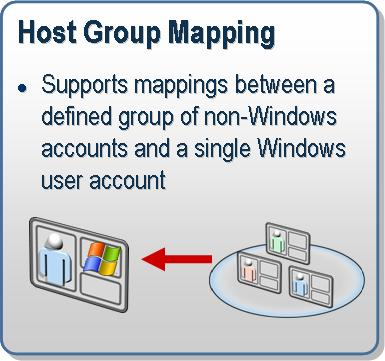 Host Group Mapping
• Supports mappings between a
defined group of non-Windows
accounts and a single Windows
user account